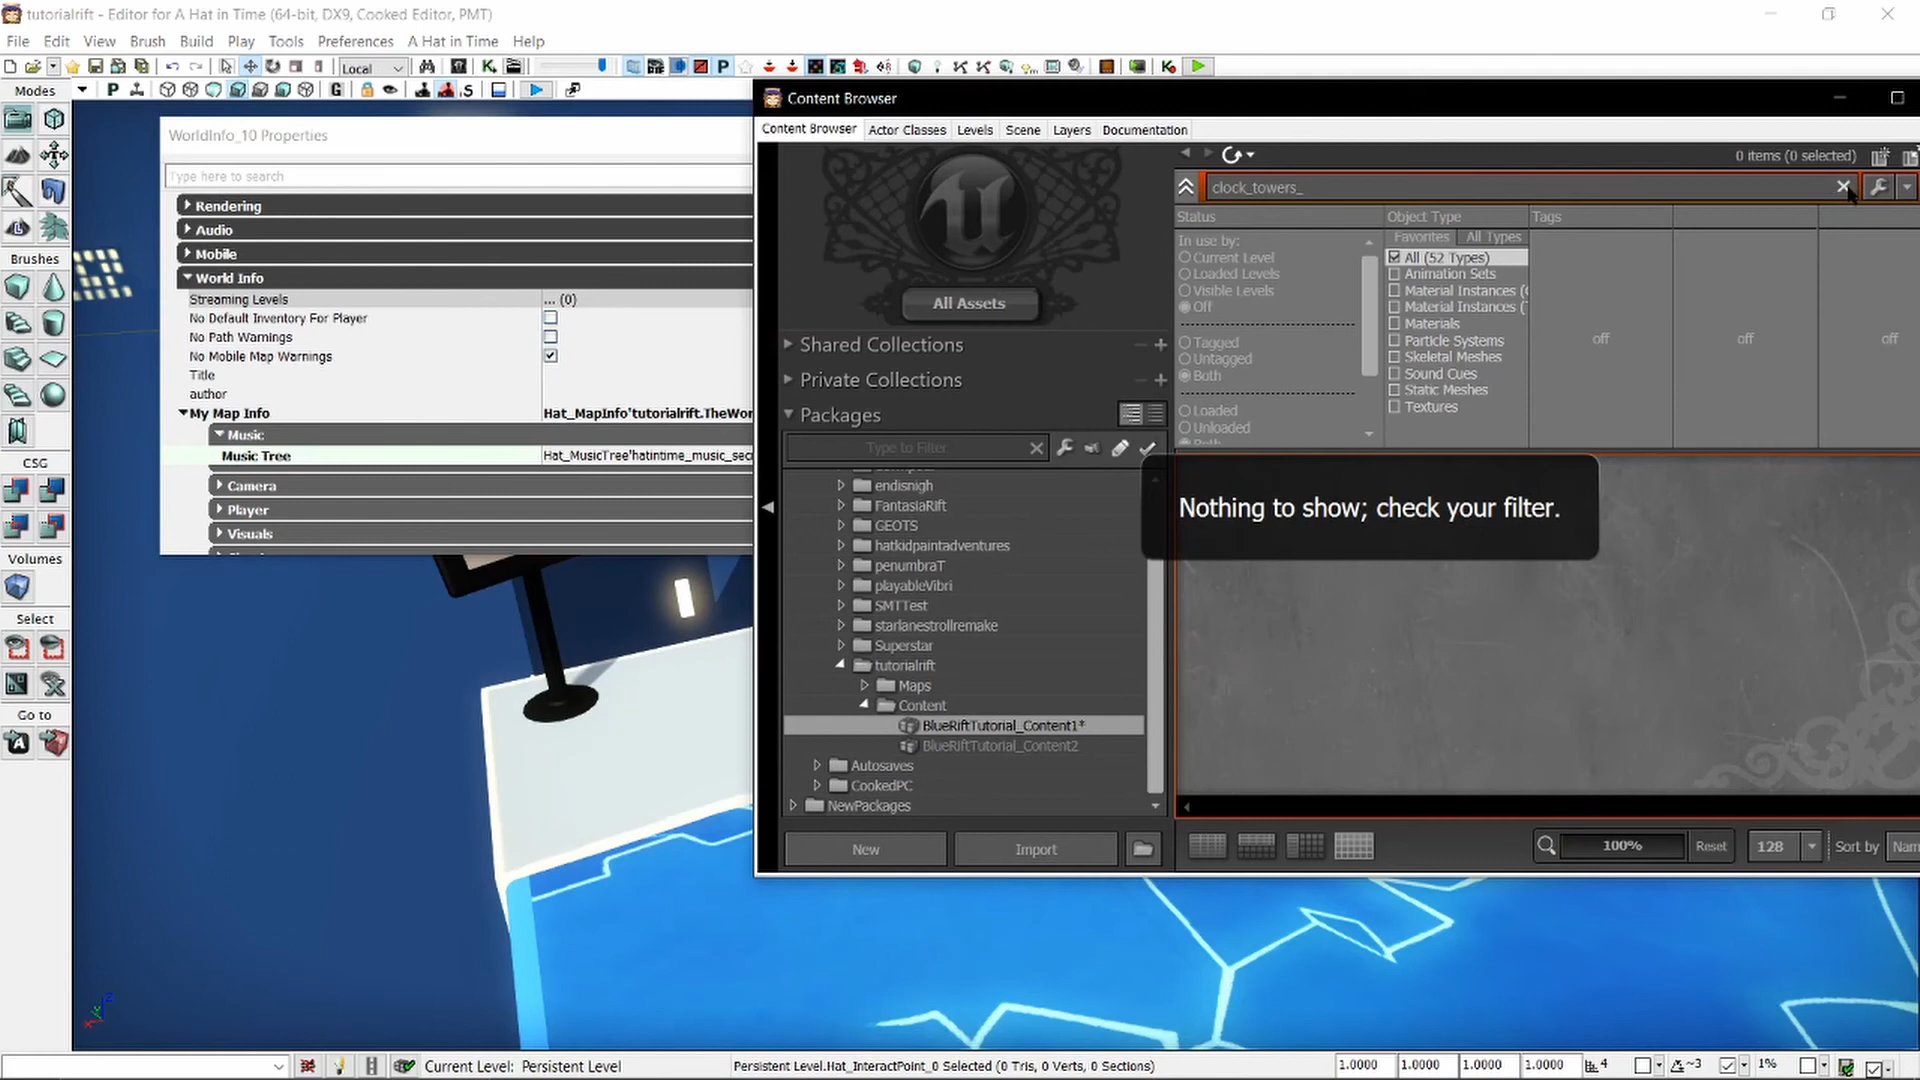 tutorialrift - Editor for A Hat in Time (64-bit, DX9, Cooked Editor, PMT)
File Edit View Brush Build Play Tools Preferences A Hat in Time Help
Local
Modes
Brushes
CSG
Volumes
Select
Go to
WorldInfo_10 Properties
Type here to search
Rendering
Audio
Mobile
World Info
Streaming Levels ... (0)
No Default Inventory For Player
No Path Warnings
No Mobile Map Warnings
Title
author
My Map Info Hat_MapInfo'tutorialrift.TheWor
Music
Music Tree Hat_MusicTree'hatintime_music_sec
Camera
Player
Visuals
Content Browser
Content Browser Actor Classes Levels Scene Layers Documentation
All Assets
Shared Collections
Private Collections
Packages
Type to Filter
endisnigh
FantasiaRift
GEOTS
hatkidpaintadventures
penumbraT
playableVibri
SMTTest
starlanestrollremake
Superstar
tutorialrift
Maps
Content
BlueRiftTutorial_Content1*
BlueRiftTutorial_Content2
Autosaves
CookedPC
NewPackages
New Import
0 items (0 selected)
clock_towers_
Status Object Type Tags
In use by:
Current Level
Loaded Levels
Visible Levels
Off
Tagged
Untagged
Both
Loaded
Unloaded
Both
Favorites All Types
All (52 Types)
Animation Sets
Material Instances (
Material Instances (
Materials
Particle Systems
Skeletal Meshes
Sound Cues
Static Meshes
Textures
off off off
Nothing to show; check your filter.
100% Reset 128 Sort by Nam
Current Level: Persistent Level Persistent Level.Hat_InteractPoint_0 Selected (0 Tris, 0 Verts, 0 Sections) 1.0000 1.0000 1.0000 1.0000 4 ~3 1%